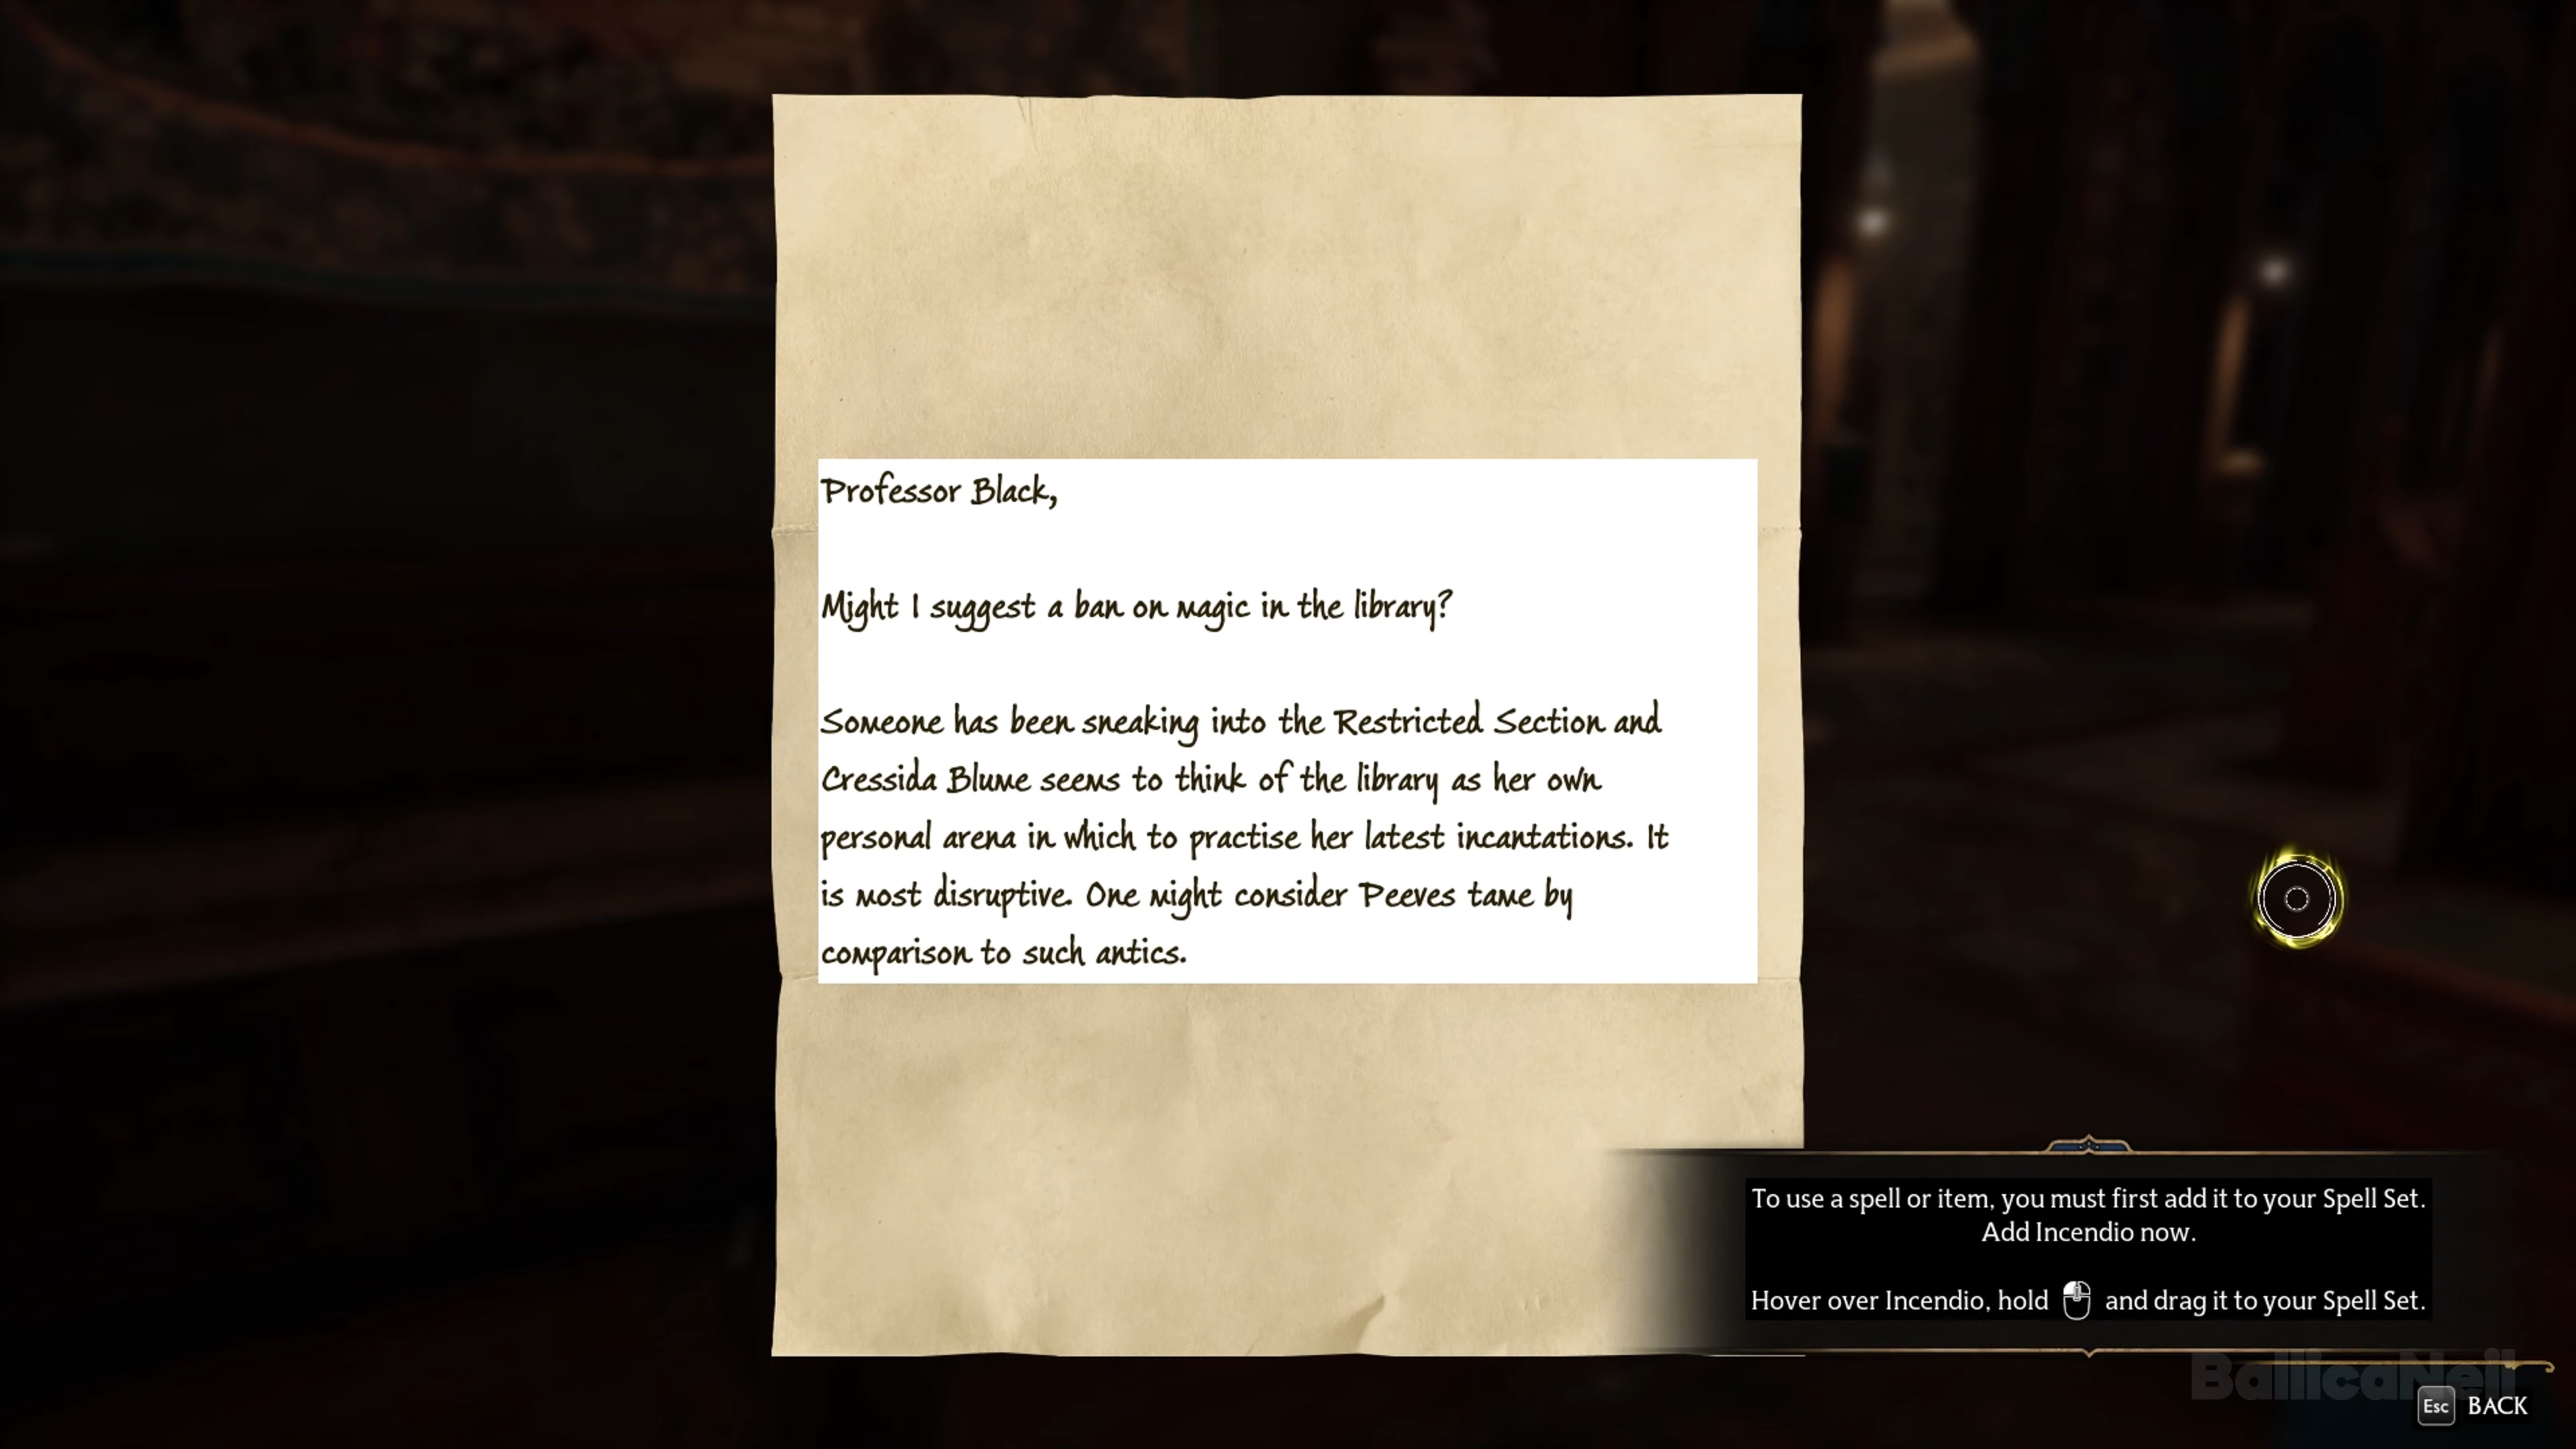 Professor Black,
Might I suggest a ban on magic in the library?
Someone has been sneaking into the Restricted Section and
Cressida Blume seems to think of the library as her own
personal arena in which to practise her latest incantations. It
is most disruptive. One might consider Peeves tame by
comparison to such antics.
To use a spell or item, you must first add it to your Spell Set.
Add Incendio now.
Hover over Incendio, hold and drag it to your Spell Set.
BallicaNeil
Esc BACK